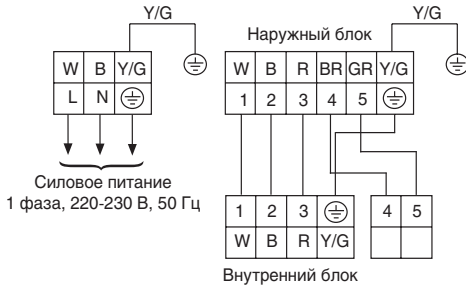 Y/G
W B Y/G
L N
Силовое питание
1 фаза, 220-230 В, 50 Гц
Y/G
Наружный блок
W B R BR GR Y/G
1 2 3 4 5
1 2 3 4 5
W B R Y/G
Внутренний блок